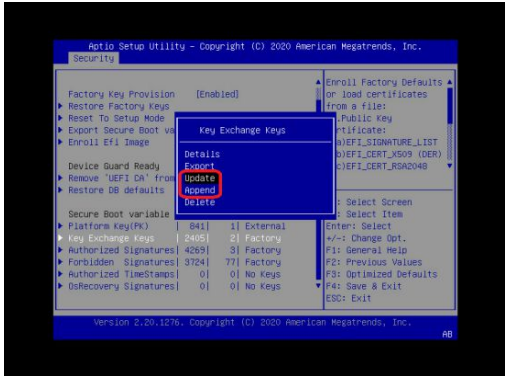 Aptio Setup Utility - Copyright (C) 2020 American Megatrends, Inc.
Security
Factory Key Provision [Enabled]
Restore Factory Keys
Reset To Setup Mode
Export Secure Boot va
Enroll Efi Image
Device Guard Ready
Remove 'UEFI CA' from
Restore DB defaults
Secure Boot variable
Platform Key(PK) | 841| 1| External
Key Exchange Keys | 2405| 2| Factory
Authorized Signatures| 4269| 3| Factory
Forbidden Signatures| 3724| 77| Factory
Authorized TimeStamps| 0| 0| No Keys
OsRecovery Signatures| 0| 0| No Keys
Key Exchange Keys
Details
Export
Update
Append
Delete
Enroll Factory Defaults
or load certificates
from a file:
.Public Key
rtificate:
a)EFI_SIGNATURE_LIST
b)EFI_CERT_X509 (DER)
c)EFI_CERT_RSA2048
: Select Screen
: Select Item
Enter: Select
+/-: Change Opt.
F1: General Help
F2: Previous Values
F3: Optimized Defaults
F4: Save & Exit
ESC: Exit
Version 2.20.1276. Copyright (C) 2020 American Megatrends, Inc.
AB